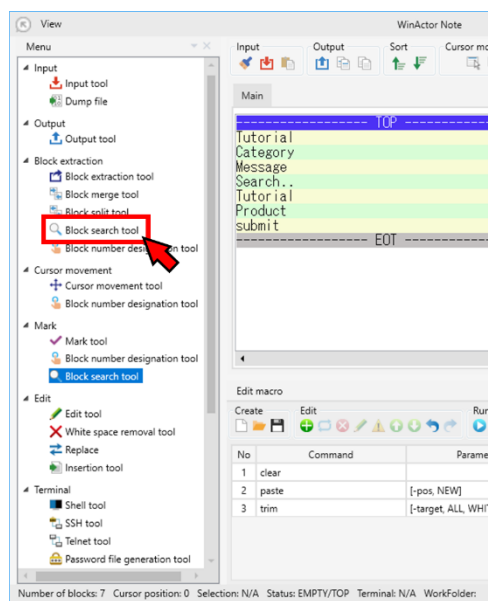 View
WinActor Note
Menu
Input
Input tool
Dump file
Output
Output tool
Block extraction
Block extraction tool
Block merge tool
Block split tool
Block search tool
Block number designation tool
Cursor movement
Cursor movement tool
Block number designation tool
Mark
Mark tool
Block number designation tool
Block search tool
Edit
Edit tool
White space removal tool
Replace
Insertion tool
Terminal
Shell tool
SSH tool
Telnet tool
Password file generation tool
Input Output Sort Cursor mo
Main
------------------ TOP ------------
Tutorial
Category
Message
Search..
Tutorial
Product
submit
------------------ EOT ------------
Edit macro
Create Edit Run
No Command Parame
1 clear
2 paste [-pos, NEW]
3 trim [-target, ALL, WHI
Number of blocks: 7 Cursor position: 0 Selection: N/A Status: EMPTY/TOP Terminal: N/A WorkFolder: